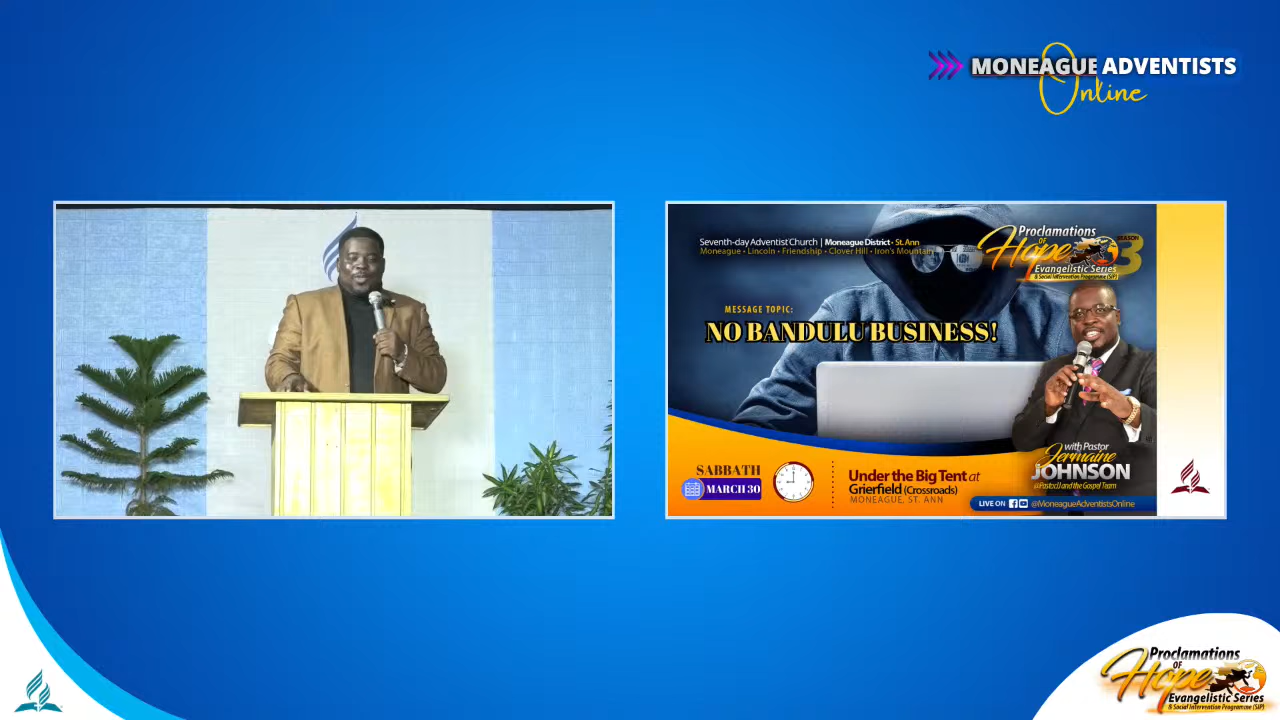 MONEAGUE ADVENTISTS
Online
Seventh-day Adventist Church | Moneague District • St. Ann
Moneague • Lincoln • Friendship • Clover Hill • Iron's Mountain
Proclamations
OF
Hope
SEASON
3
Evangelistic Series
& Social Intervention Programme (SIP)
MESSAGE TOPIC:
NO BANDULU BUSINESS!
with Pastor
Jermaine
JOHNSON
SABBATH
MARCH 30
Under the Big Tent at
Grierfield (Crossroads)
MONEAGUE, ST. ANN
LIVE ON @MoneagueAdventistsOnline
Proclamations
OF
Hope
Evangelistic Series
& Social Intervention Programme (SIP)